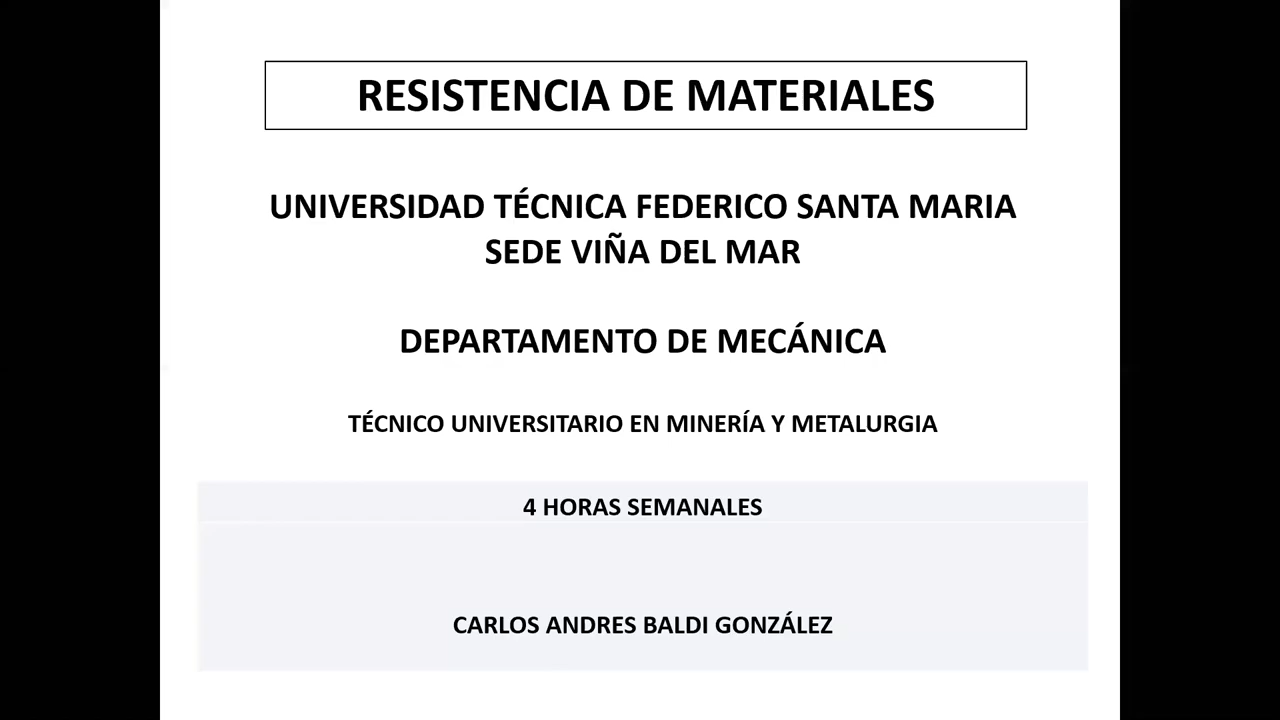 RESISTENCIA DE MATERIALES
UNIVERSIDAD TÉCNICA FEDERICO SANTA MARIA
SEDE VIÑA DEL MAR
DEPARTAMENTO DE MECÁNICA
TÉCNICO UNIVERSITARIO EN MINERÍA Y METALURGIA
4 HORAS SEMANALES
CARLOS ANDRES BALDI GONZÁLEZ